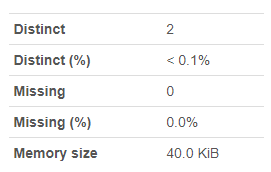 Distinct 2
Distinct (%) < 0.1%
Missing 0
Missing (%) 0.0%
Memory size 40.0 KiB